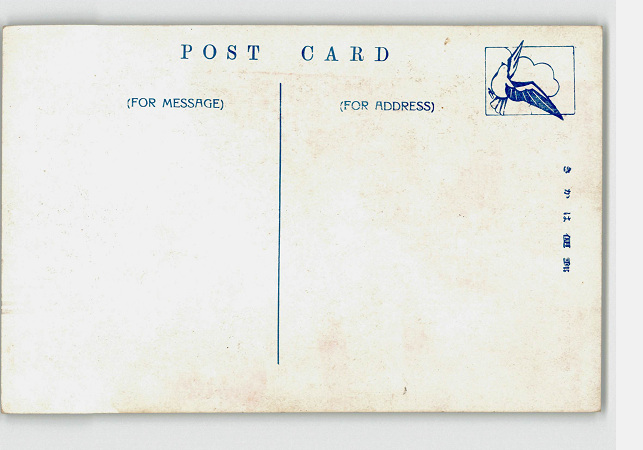 POST CARD
(FOR MESSAGE)
(FOR ADDRESS)
きかは便郵